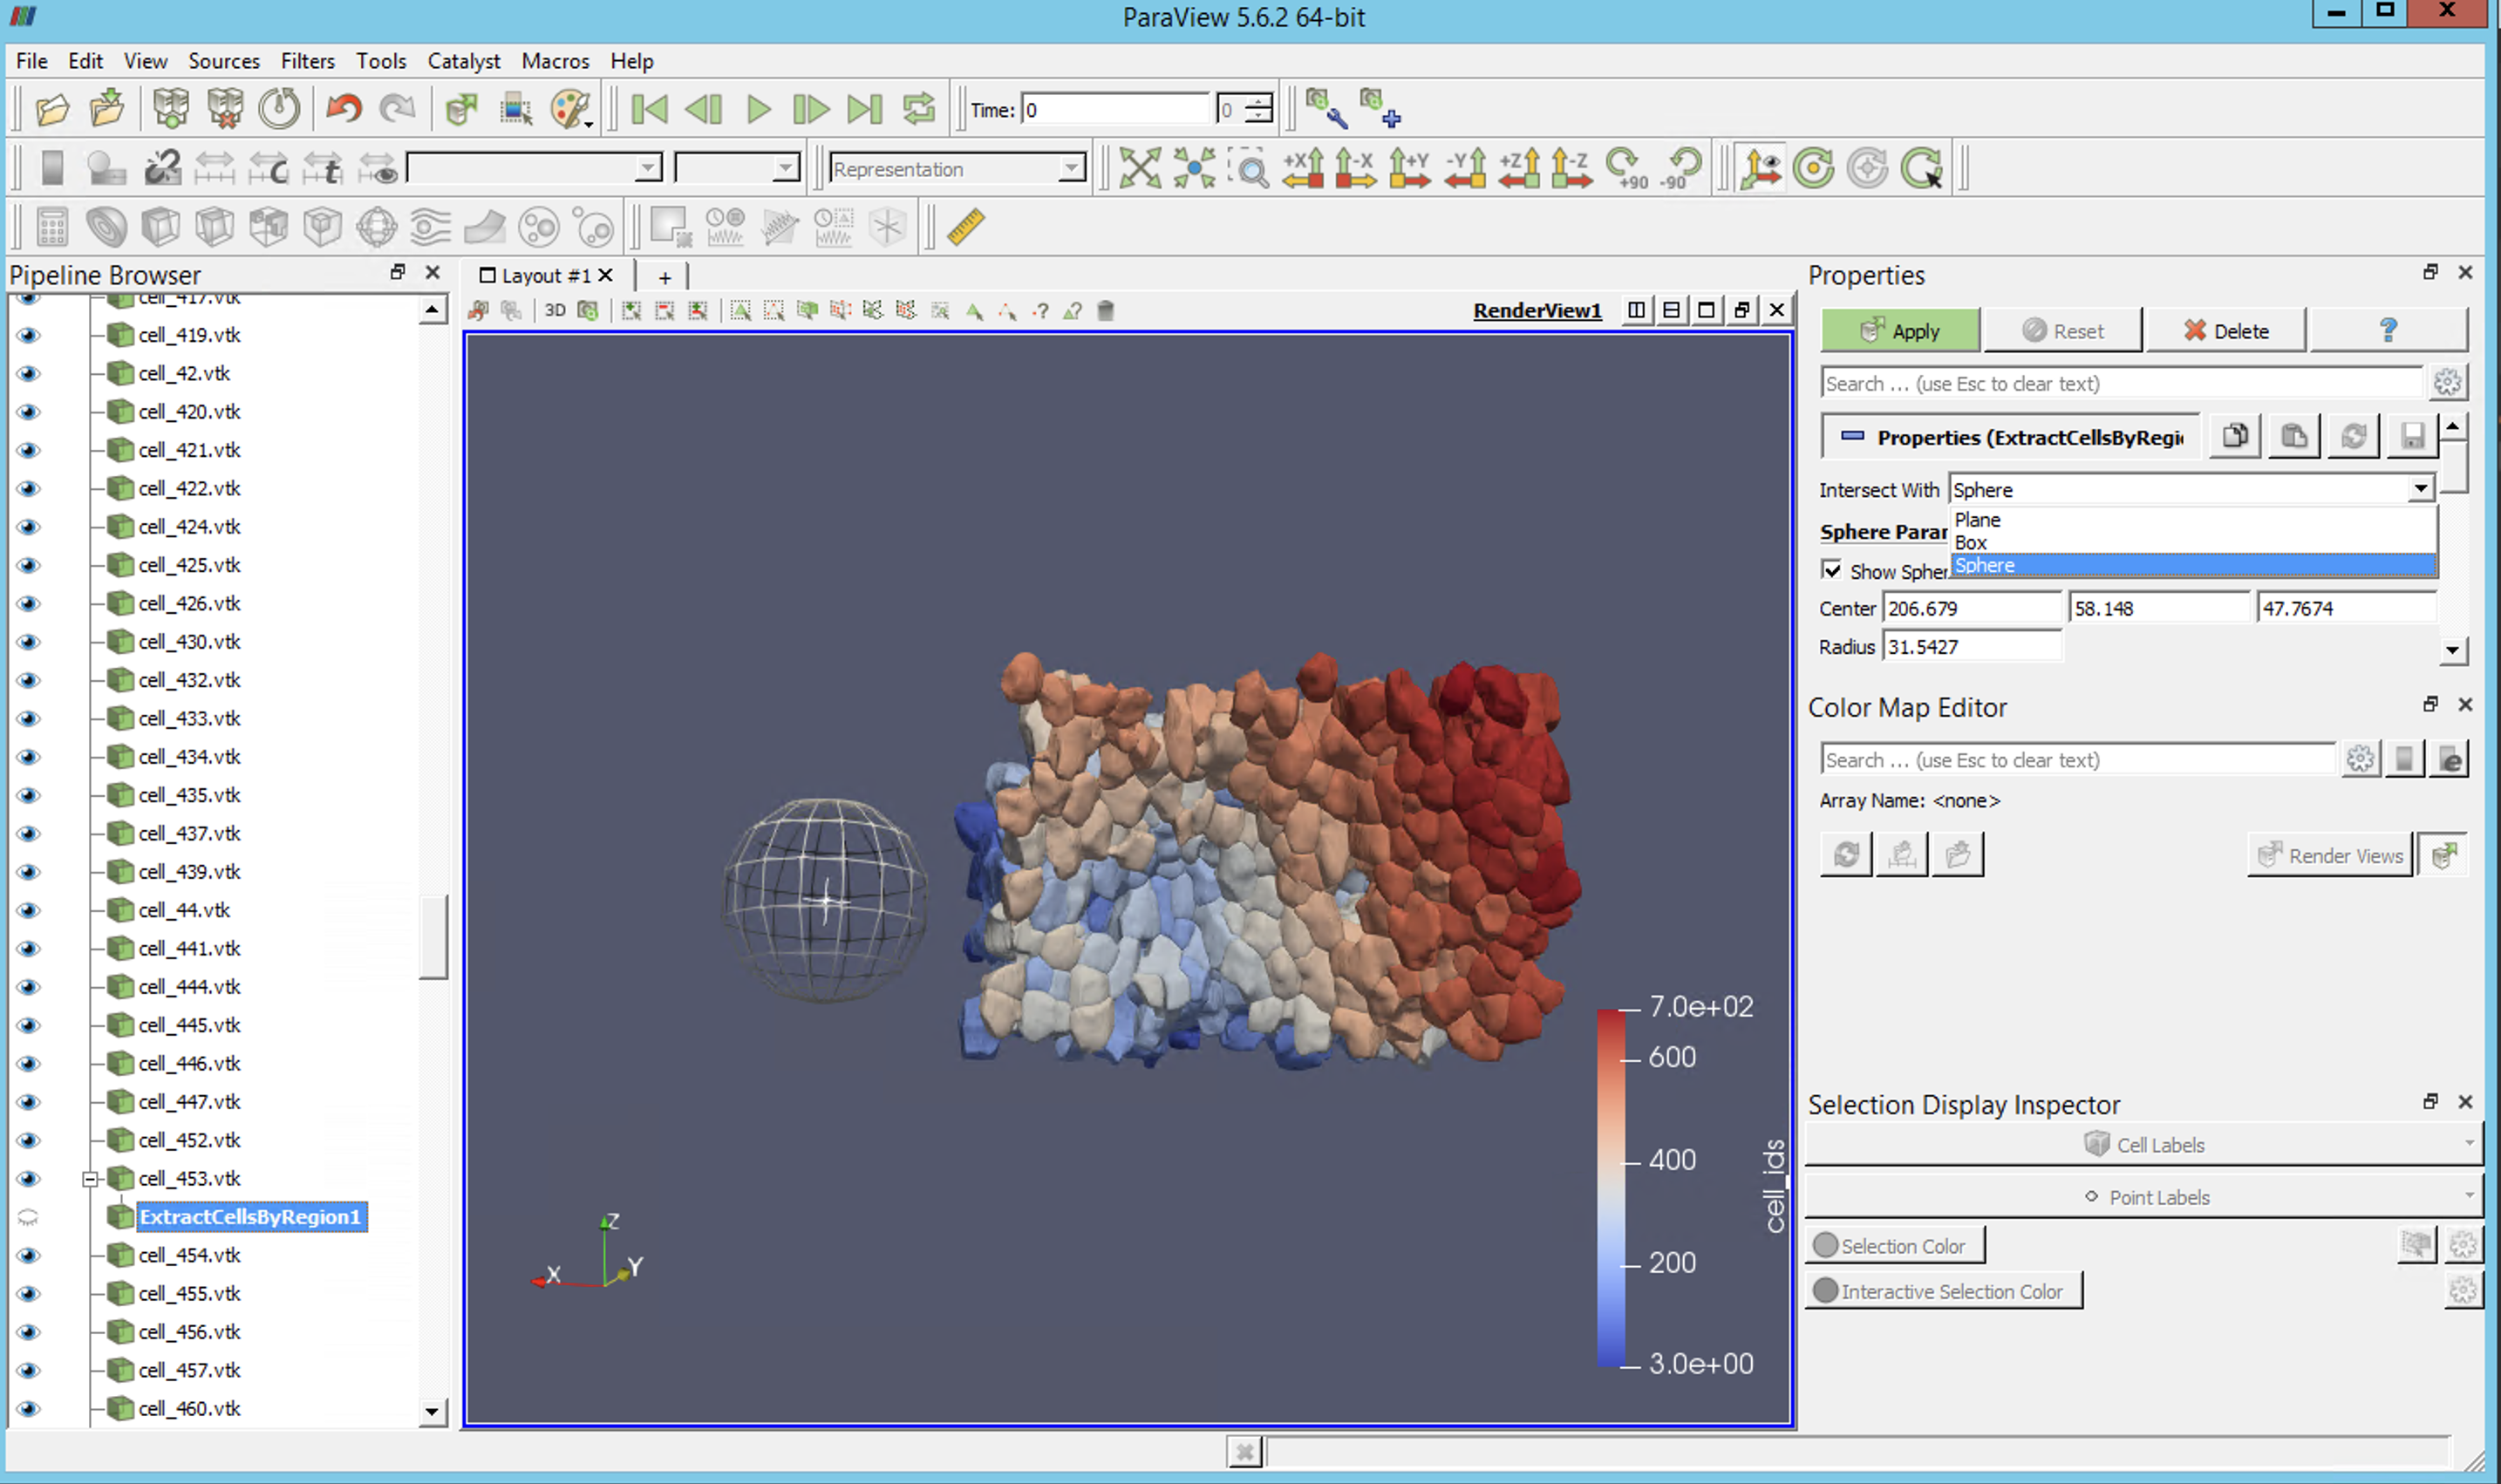 ParaView 5.6.2 64-bit
File Edit View Sources Filters Tools Catalyst Macros Help
Time: 0 0
C t Representation +X -X +Y -Y +Z -Z +90 -90
Pipeline Browser
cell_417.vtk
cell_419.vtk
cell_42.vtk
cell_420.vtk
cell_421.vtk
cell_422.vtk
cell_424.vtk
cell_425.vtk
cell_426.vtk
cell_430.vtk
cell_432.vtk
cell_433.vtk
cell_434.vtk
cell_435.vtk
cell_437.vtk
cell_439.vtk
cell_44.vtk
cell_441.vtk
cell_444.vtk
cell_445.vtk
cell_446.vtk
cell_447.vtk
cell_452.vtk
cell_453.vtk
ExtractCellsByRegion1
cell_454.vtk
cell_455.vtk
cell_456.vtk
cell_457.vtk
cell_460.vtk
Layout #1 +
3D ? ? RenderView1
7.0e+02
600
400
200
3.0e+00
cell_ids
Z
Y
X
Properties
Apply Reset Delete ?
Search ... (use Esc to clear text)
Properties (ExtractCellsByRegi
Intersect With Sphere
Plane
Box
Sphere
Sphere Parar
Show Spher
Center 206.679 58.148 47.7674
Radius 31.5427
Color Map Editor
Search ... (use Esc to clear text) e
Array Name: <none>
Render Views
Selection Display Inspector
Cell Labels
Point Labels
Selection Color
Interactive Selection Color